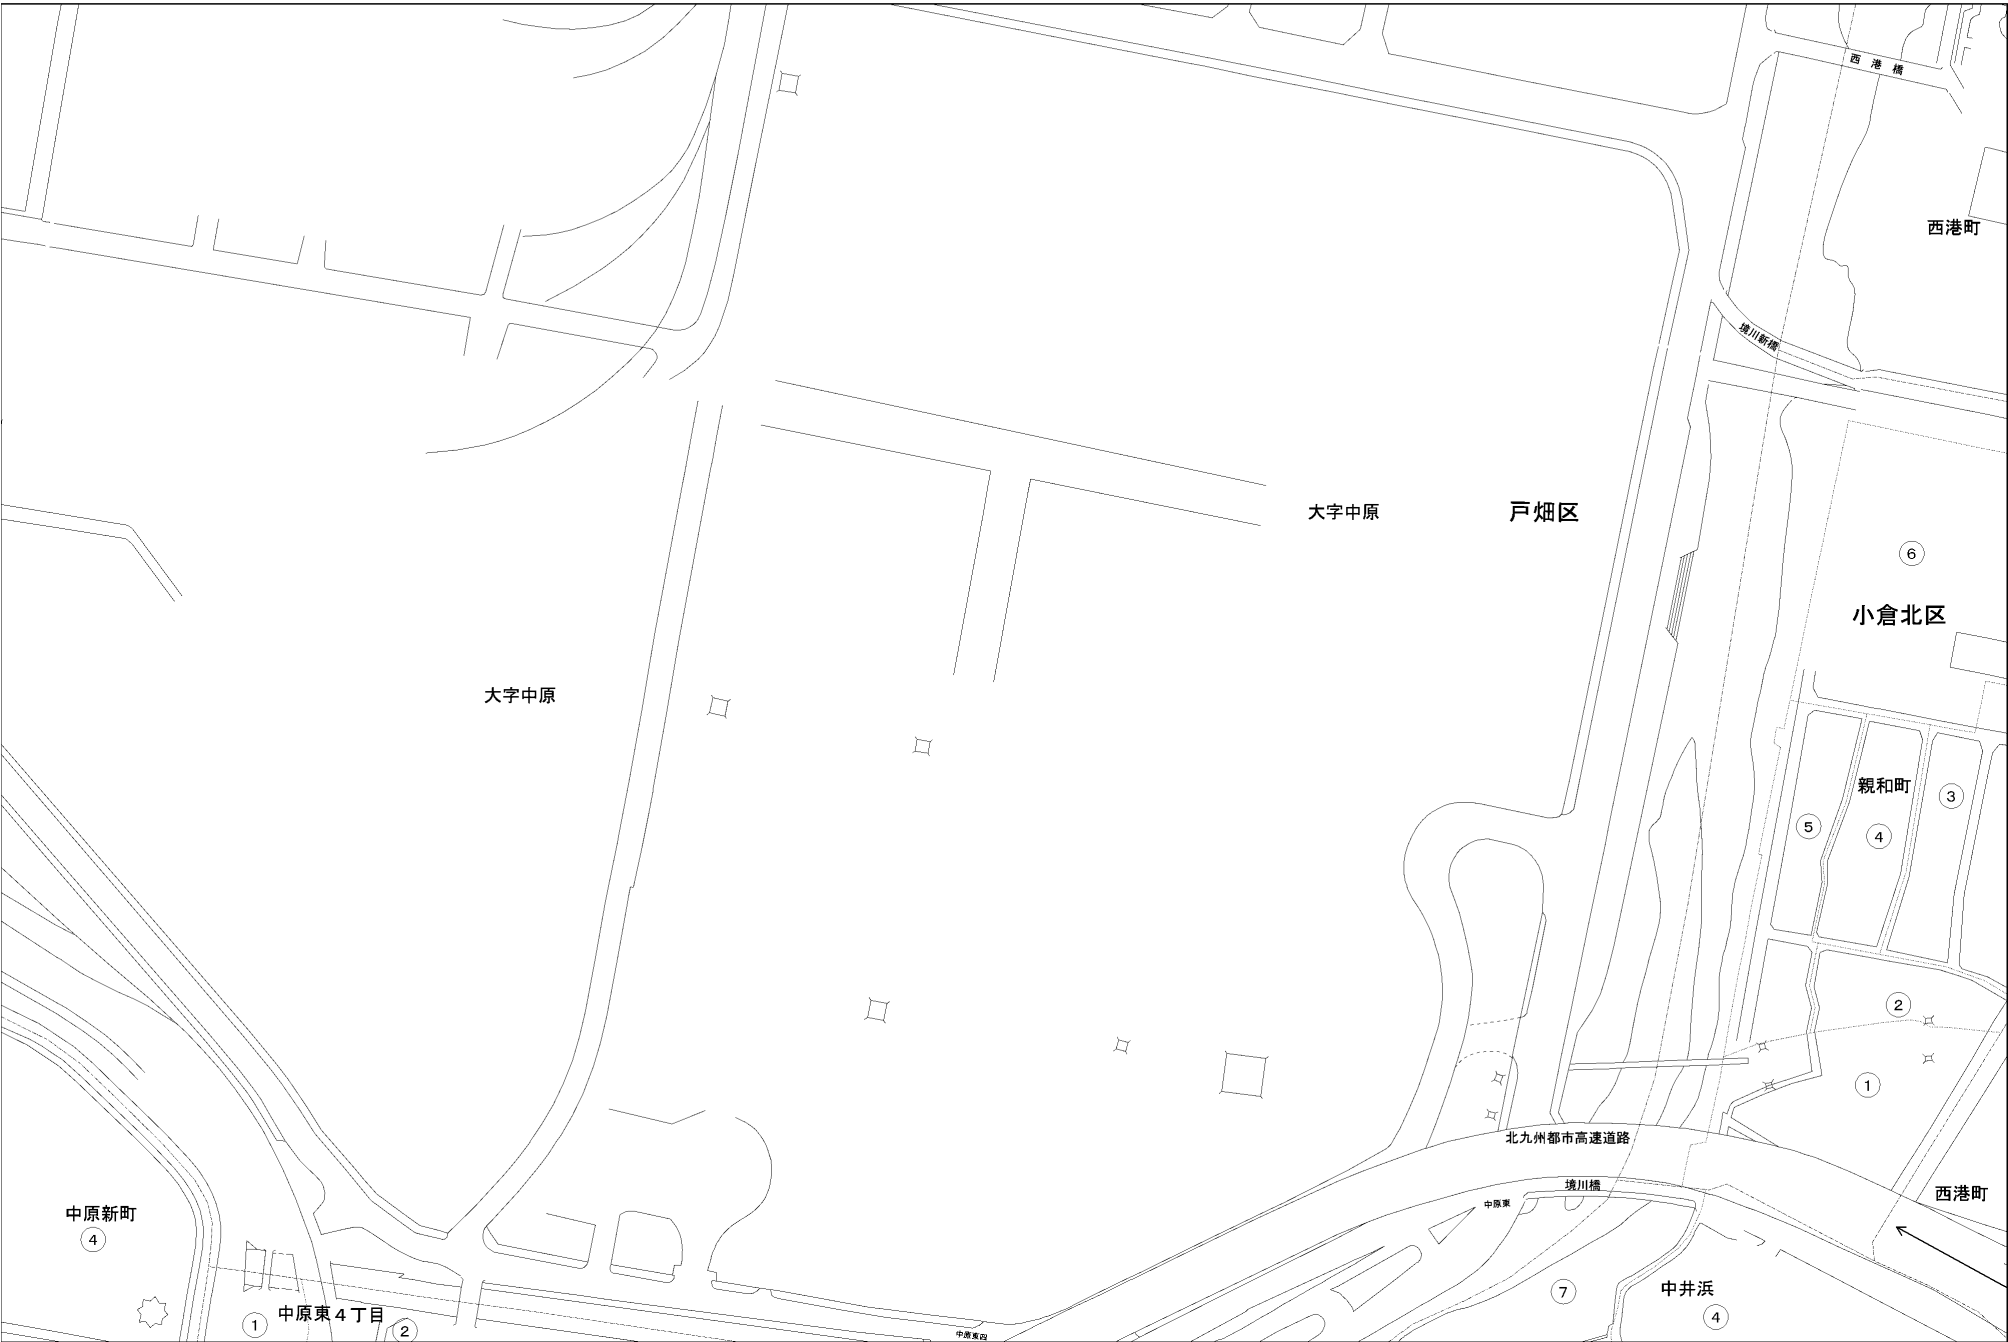 西港橋
西港町
境川新橋
大字中原
戸畑区
⑥
小倉北区
大字中原
親和町
③
⑤
④
②
①
北九州都市高速道路
境川橋
西港町
中原東
中原新町
④
中井浜
⑦
④
中原東4丁目
①
②
中原東四